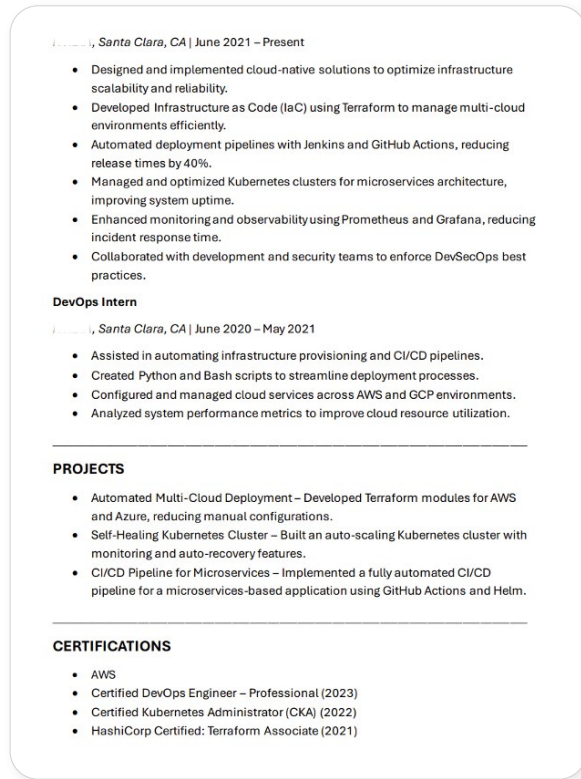 , Santa Clara, CA | June 2021 – Present
• Designed and implemented cloud-native solutions to optimize infrastructure
scalability and reliability.
• Developed Infrastructure as Code (IaC) using Terraform to manage multi-cloud
environments efficiently.
• Automated deployment pipelines with Jenkins and GitHub Actions, reducing
release times by 40%.
• Managed and optimized Kubernetes clusters for microservices architecture,
improving system uptime.
• Enhanced monitoring and observability using Prometheus and Grafana, reducing
incident response time.
• Collaborated with development and security teams to enforce DevSecOps best
practices.
DevOps Intern
, Santa Clara, CA | June 2020 – May 2021
• Assisted in automating infrastructure provisioning and CI/CD pipelines.
• Created Python and Bash scripts to streamline deployment processes.
• Configured and managed cloud services across AWS and GCP environments.
• Analyzed system performance metrics to improve cloud resource utilization.
PROJECTS
• Automated Multi-Cloud Deployment – Developed Terraform modules for AWS
and Azure, reducing manual configurations.
• Self-Healing Kubernetes Cluster – Built an auto-scaling Kubernetes cluster with
monitoring and auto-recovery features.
• CI/CD Pipeline for Microservices – Implemented a fully automated CI/CD
pipeline for a microservices-based application using GitHub Actions and Helm.
CERTIFICATIONS
• AWS
• Certified DevOps Engineer – Professional (2023)
• Certified Kubernetes Administrator (CKA) (2022)
• HashiCorp Certified: Terraform Associate (2021)